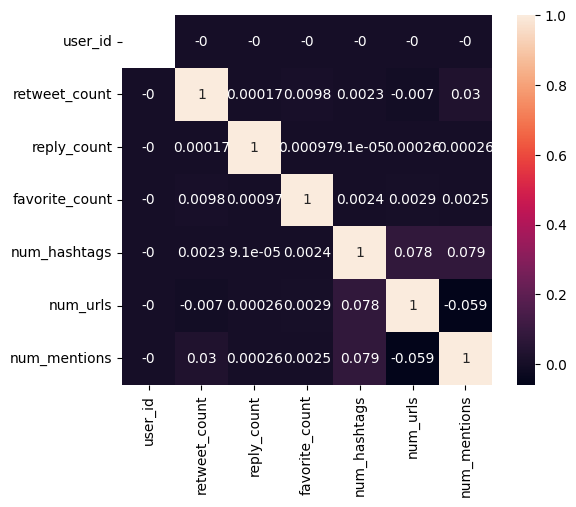 user_id -0 -0 -0 -0 -0 -0
retweet_count -0 1 0.00017 0.0098 0.0023 -0.007 0.03
reply_count -0 0.00017 1 0.00097 9.1e-05 0.00026 0.00026
favorite_count -0 0.0098 0.00097 1 0.0024 0.0029 0.0025
num_hashtags -0 0.0023 9.1e-05 0.0024 1 0.078 0.079
num_urls -0 -0.007 0.00026 0.0029 0.078 1 -0.059
num_mentions -0 0.03 0.00026 0.0025 0.079 -0.059 1
user_id
retweet_count
reply_count
favorite_count
num_hashtags
num_urls
num_mentions
1.0
0.8
0.6
0.4
0.2
0.0